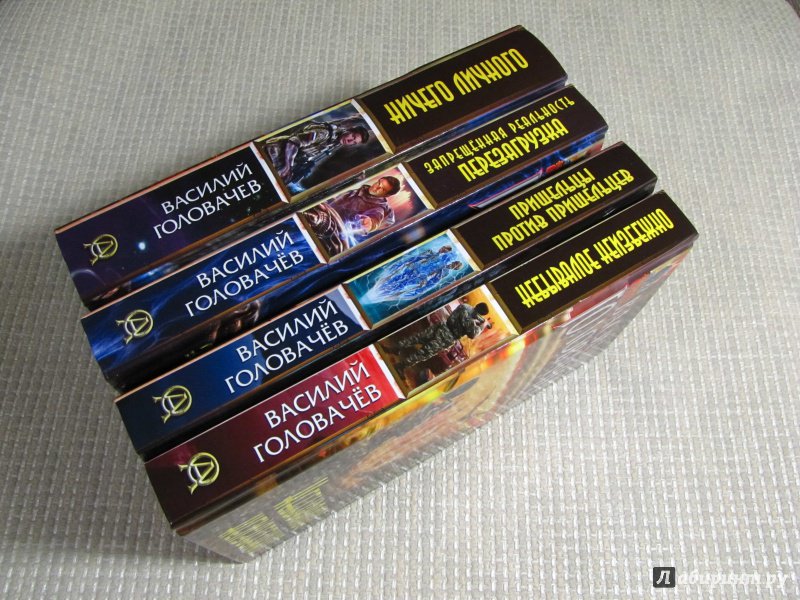 ВАСИЛИЙ
ГОЛОВАЧЕВ
НИЧЕГО ЛИЧНОГО
ВАСИЛИЙ
ГОЛОВАЧЁВ
ЗАПРЕЩЕННАЯ РЕАЛЬНОСТЬ
ПЕРЕЗАГРУЗКА
ВАСИЛИЙ
ГОЛОВАЧЁВ
ПРИШЕЛЬЦЫ
ПРОТИВ ПРИШЕЛЬЦЕВ
ВАСИЛИЙ
ГОЛОВАЧЁВ
НЕБЫВАЛОЕ НЕИЗБЕЖНО
Лабиринт.ру